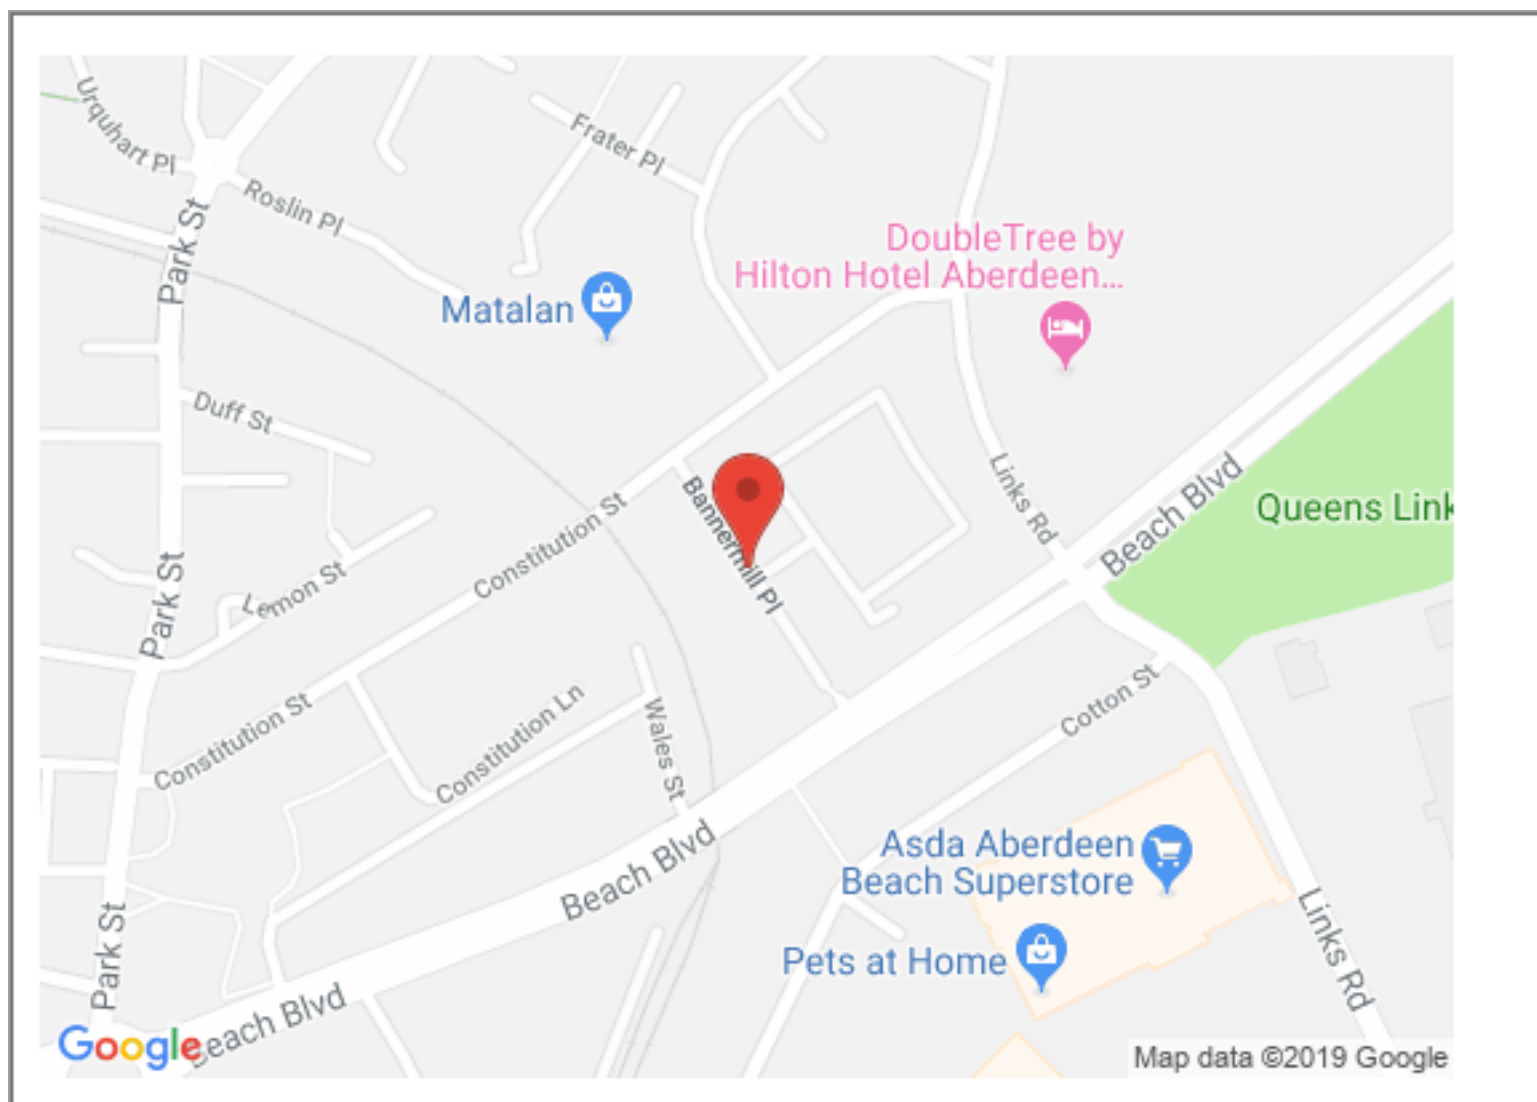 Urquhart Pl
Frater Pl
Roslin Pl
Park St
DoubleTree by
Hilton Hotel Aberdeen...
Matalan
Duff St
Links Rd
Beach Blvd
Queens Link
Bannermill Pl
Constitution St
Park St
Lemon St
Constitution St
Constitution Ln
Wales St
Cotton St
Beach Blvd
Asda Aberdeen
Beach Superstore
Pets at Home
Links Rd
Park St
Beach Blvd
Google
Map data ©2019 Google